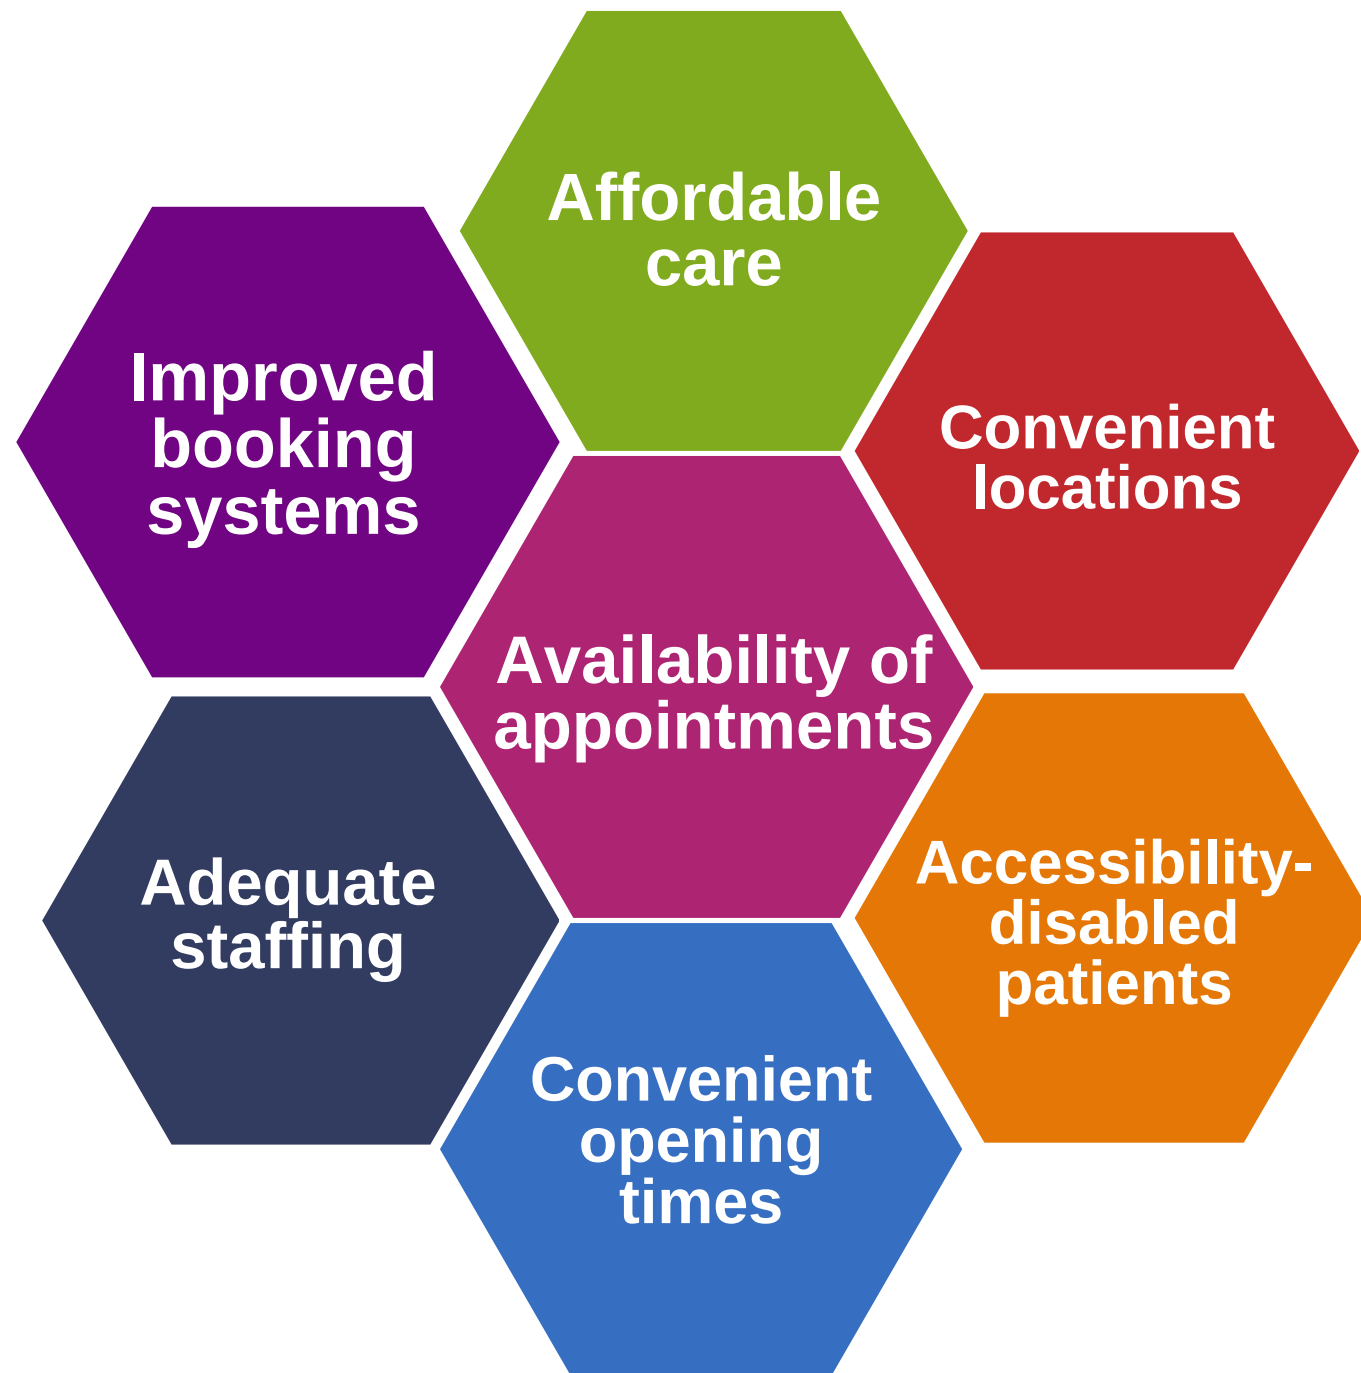 Affordable
care
Improved
booking
systems
Convenient
locations
Availability of
appointments
Adequate
staffing
Accessibility-
disabled
patients
Convenient
opening
times